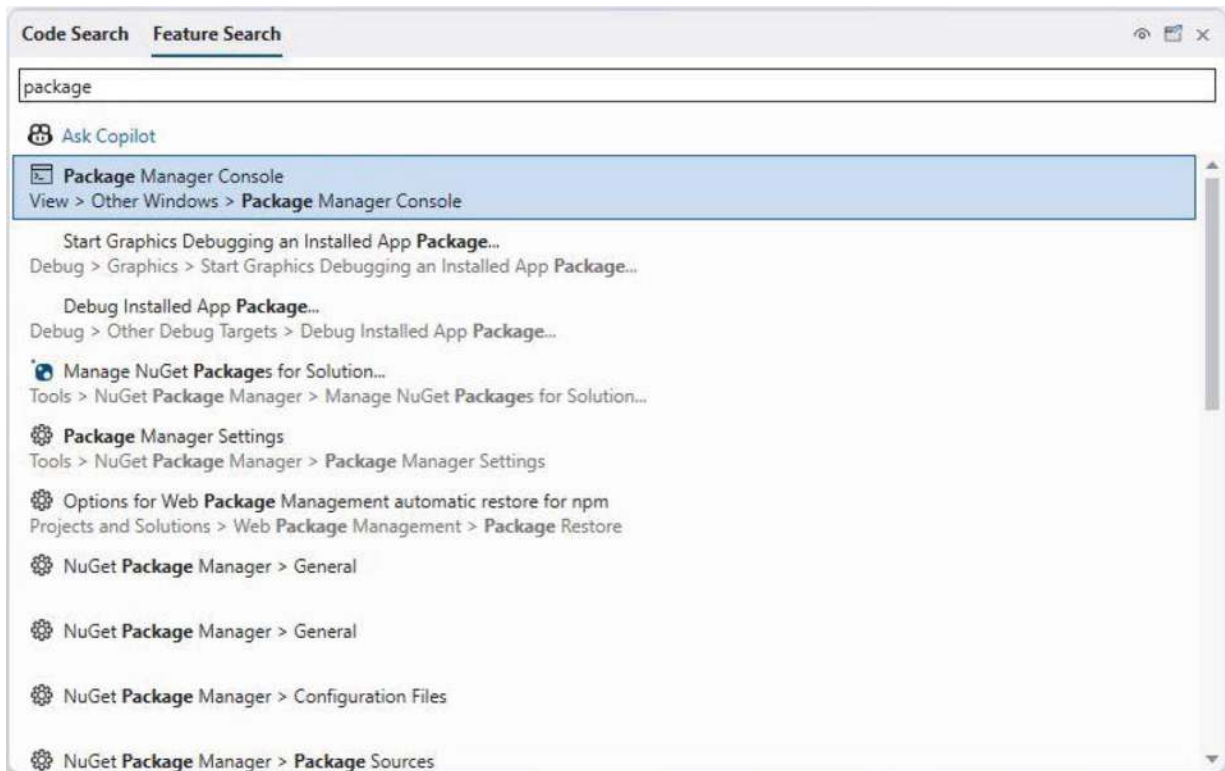 Code Search Feature Search
package
Ask Copilot
Package Manager Console
View > Other Windows > Package Manager Console
Start Graphics Debugging an Installed App Package...
Debug > Graphics > Start Graphics Debugging an Installed App Package...
Debug Installed App Package...
Debug > Other Debug Targets > Debug Installed App Package...
Manage NuGet Packages for Solution...
Tools > NuGet Package Manager > Manage NuGet Packages for Solution...
Package Manager Settings
Tools > NuGet Package Manager > Package Manager Settings
Options for Web Package Management automatic restore for npm
Projects and Solutions > Web Package Management > Package Restore
NuGet Package Manager > General
NuGet Package Manager > General
NuGet Package Manager > Configuration Files
NuGet Package Manager > Package Sources